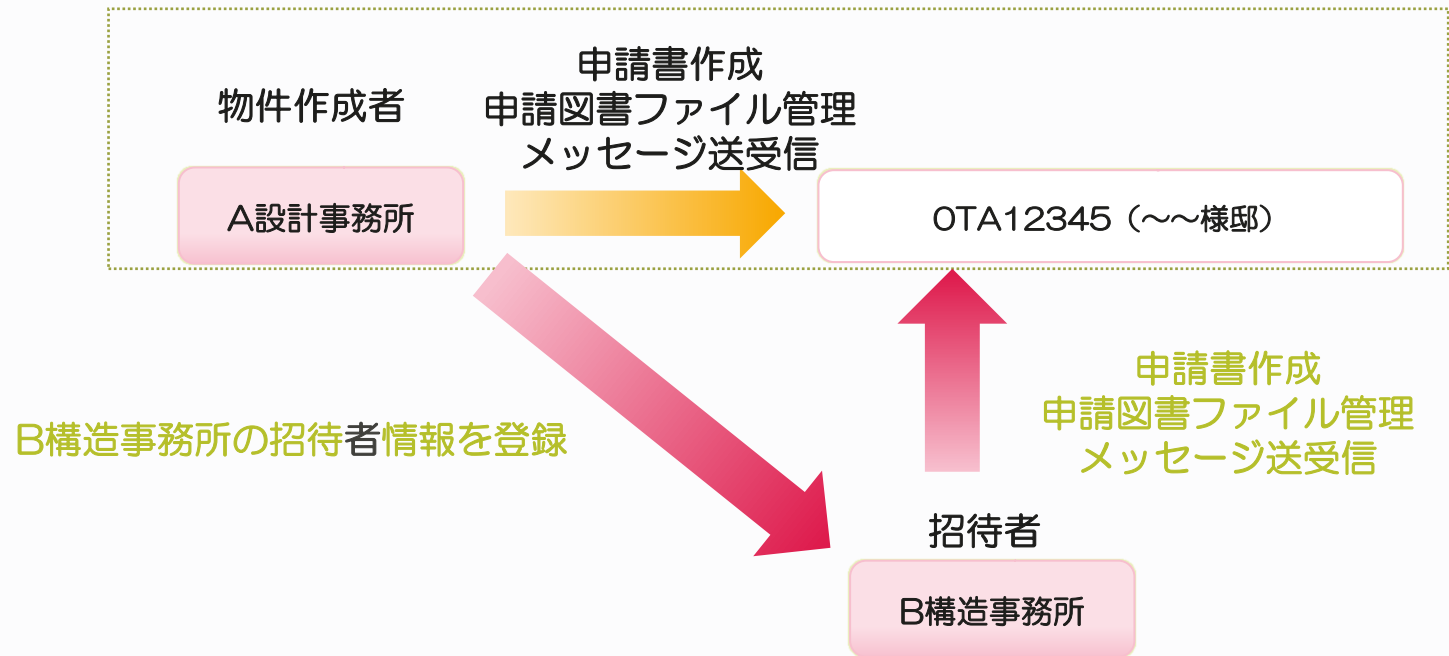 申請書作成
申請図書ファイル管理
メッセージ送受信
物件作成者
A設計事務所
OTA12345（～～様邸）
B構造事務所の招待者情報を登録
申請書作成
申請図書ファイル管理
メッセージ送受信
招待者
B構造事務所